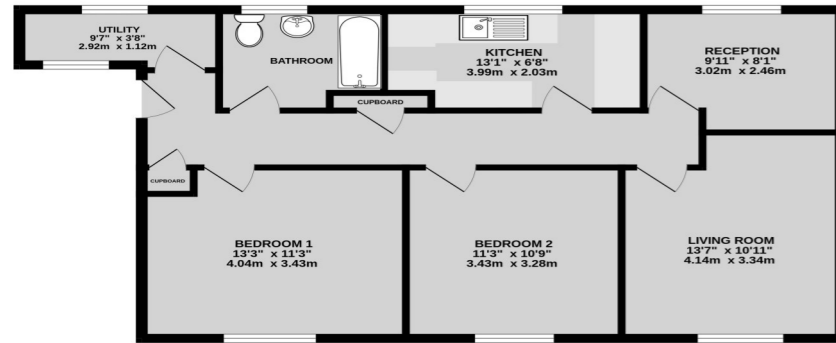 UTILITY
9'7" x 3'8"
2.92m x 1.12m
BATHROOM
KITCHEN
13'1" x 6'8"
3.99m x 2.03m
RECEPTION
9'11" x 8'1"
3.02m x 2.46m
CUPBOARD
CUPBOARD
BEDROOM 1
13'3" x 11'3"
4.04m x 3.43m
BEDROOM 2
11'3" x 10'9"
3.43m x 3.28m
LIVING ROOM
13'7" x 10'11"
4.14m x 3.34m